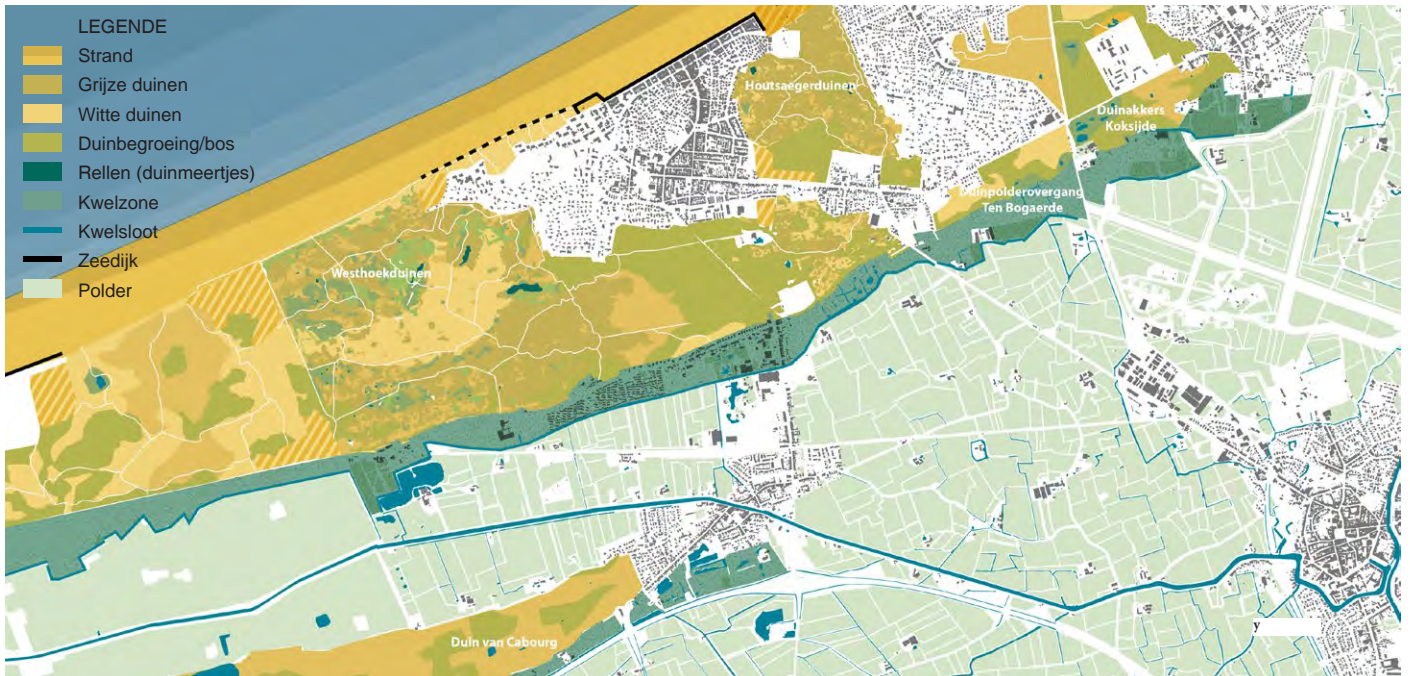 LEGENDE
Strand
Grijze duinen
Witte duinen
Duinbegroeing/bos
Rellen (duinmeertjes)
Kwelzone
Kwelsloot
Zeedijk
Polder
Houtsaegerduinen
Duinakkers
Koksijde
Duinpolderovergang
Ten Bogaerde
Westhoekduinen
Duin van Cabourg
y